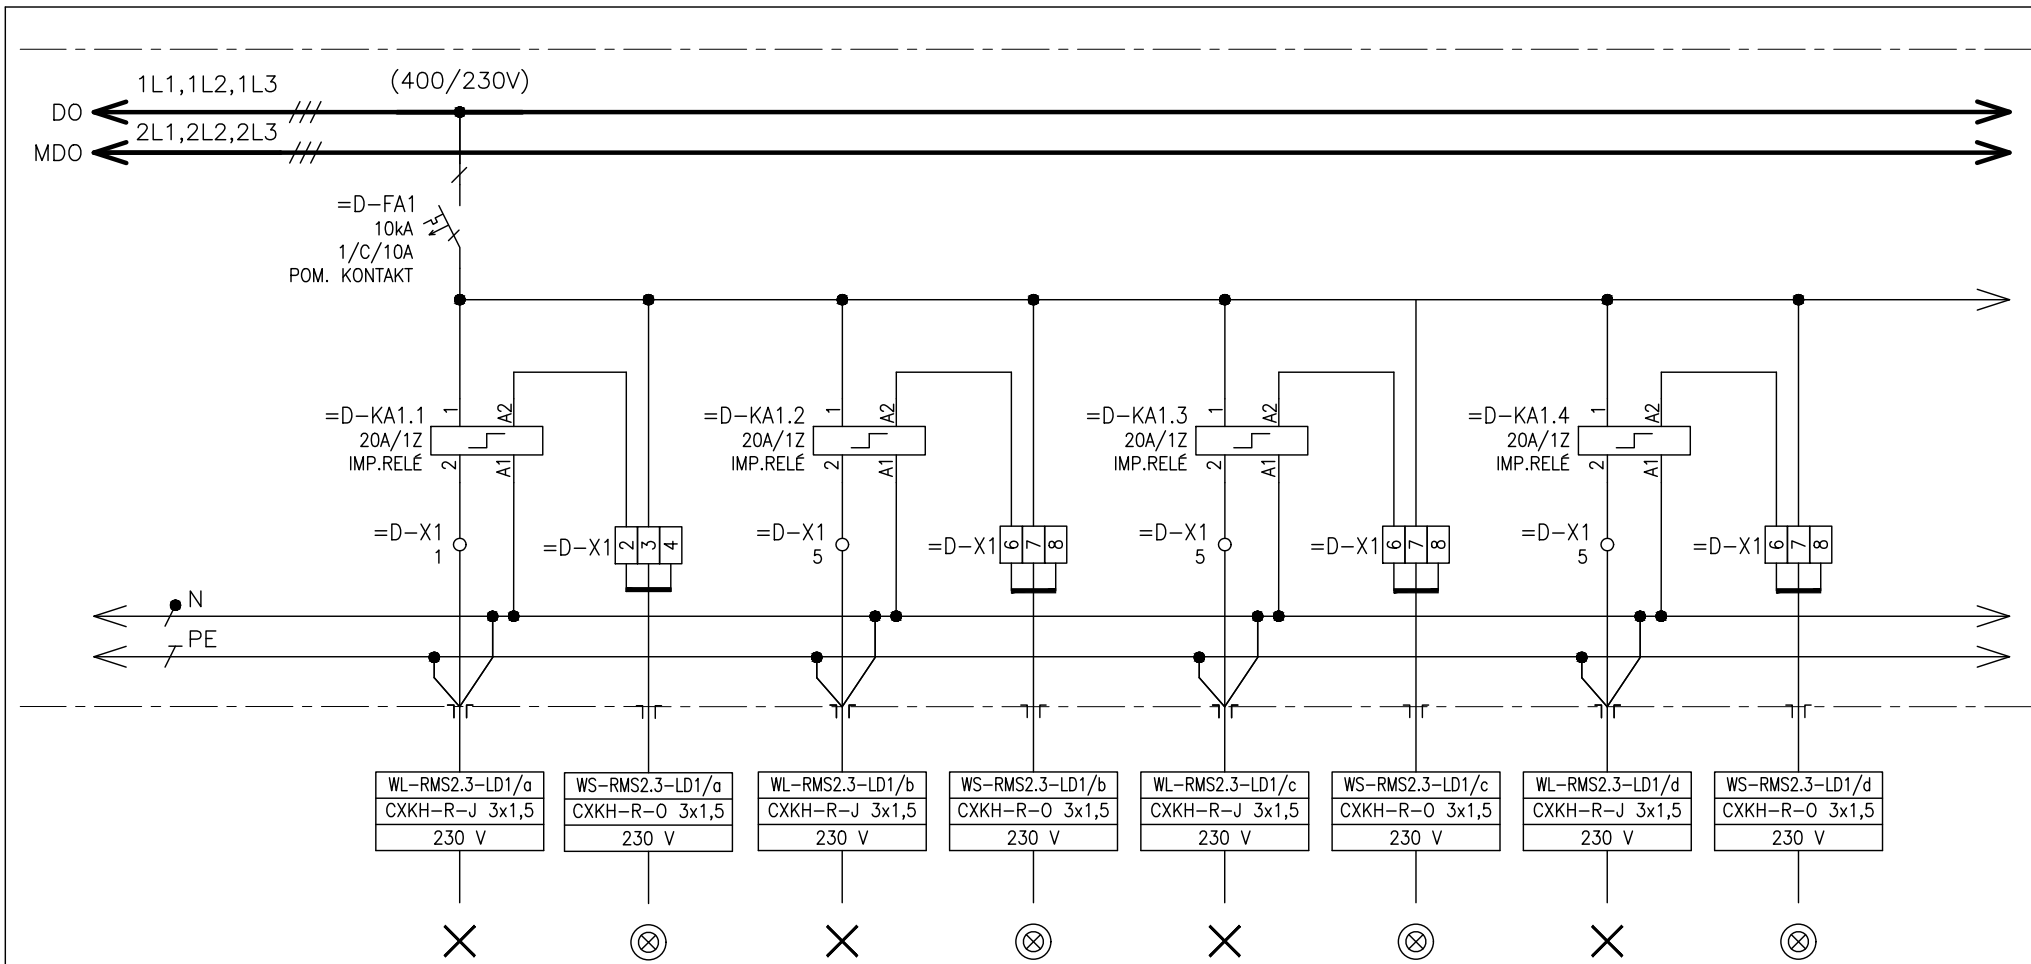 1L1,1L2,1L3
(400/230V)
DO
2L1,2L2,2L3
MDO
=D-FA1
10kA
1/C/10A
POM. KONTAKT
=D-KA1.1
20A/1Z
IMP.RELÉ
1
A2
2
A1
=D-KA1.2
20A/1Z
IMP.RELÉ
1
A2
2
A1
=D-KA1.3
20A/1Z
IMP.RELÉ
1
A2
2
A1
=D-KA1.4
20A/1Z
IMP.RELÉ
1
A2
2
A1
=D-X1
1
=D-X1 2 3 4
=D-X1
5
=D-X1 6 7 8
=D-X1
5
=D-X1 6 7 8
=D-X1
5
=D-X1 6 7 8
N
PE
WL-RMS2.3-LD1/a
CXKH-R-J 3x1,5
230 V
WS-RMS2.3-LD1/a
CXKH-R-O 3x1,5
230 V
WL-RMS2.3-LD1/b
CXKH-R-J 3x1,5
230 V
WS-RMS2.3-LD1/b
CXKH-R-O 3x1,5
230 V
WL-RMS2.3-LD1/c
CXKH-R-J 3x1,5
230 V
WS-RMS2.3-LD1/c
CXKH-R-O 3x1,5
230 V
WL-RMS2.3-LD1/d
CXKH-R-J 3x1,5
230 V
WS-RMS2.3-LD1/d
CXKH-R-O 3x1,5
230 V